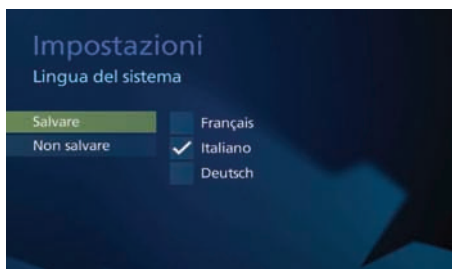 Impostazioni
Lingua del sistema
Salvare
Non salvare
Français
Italiano
Deutsch